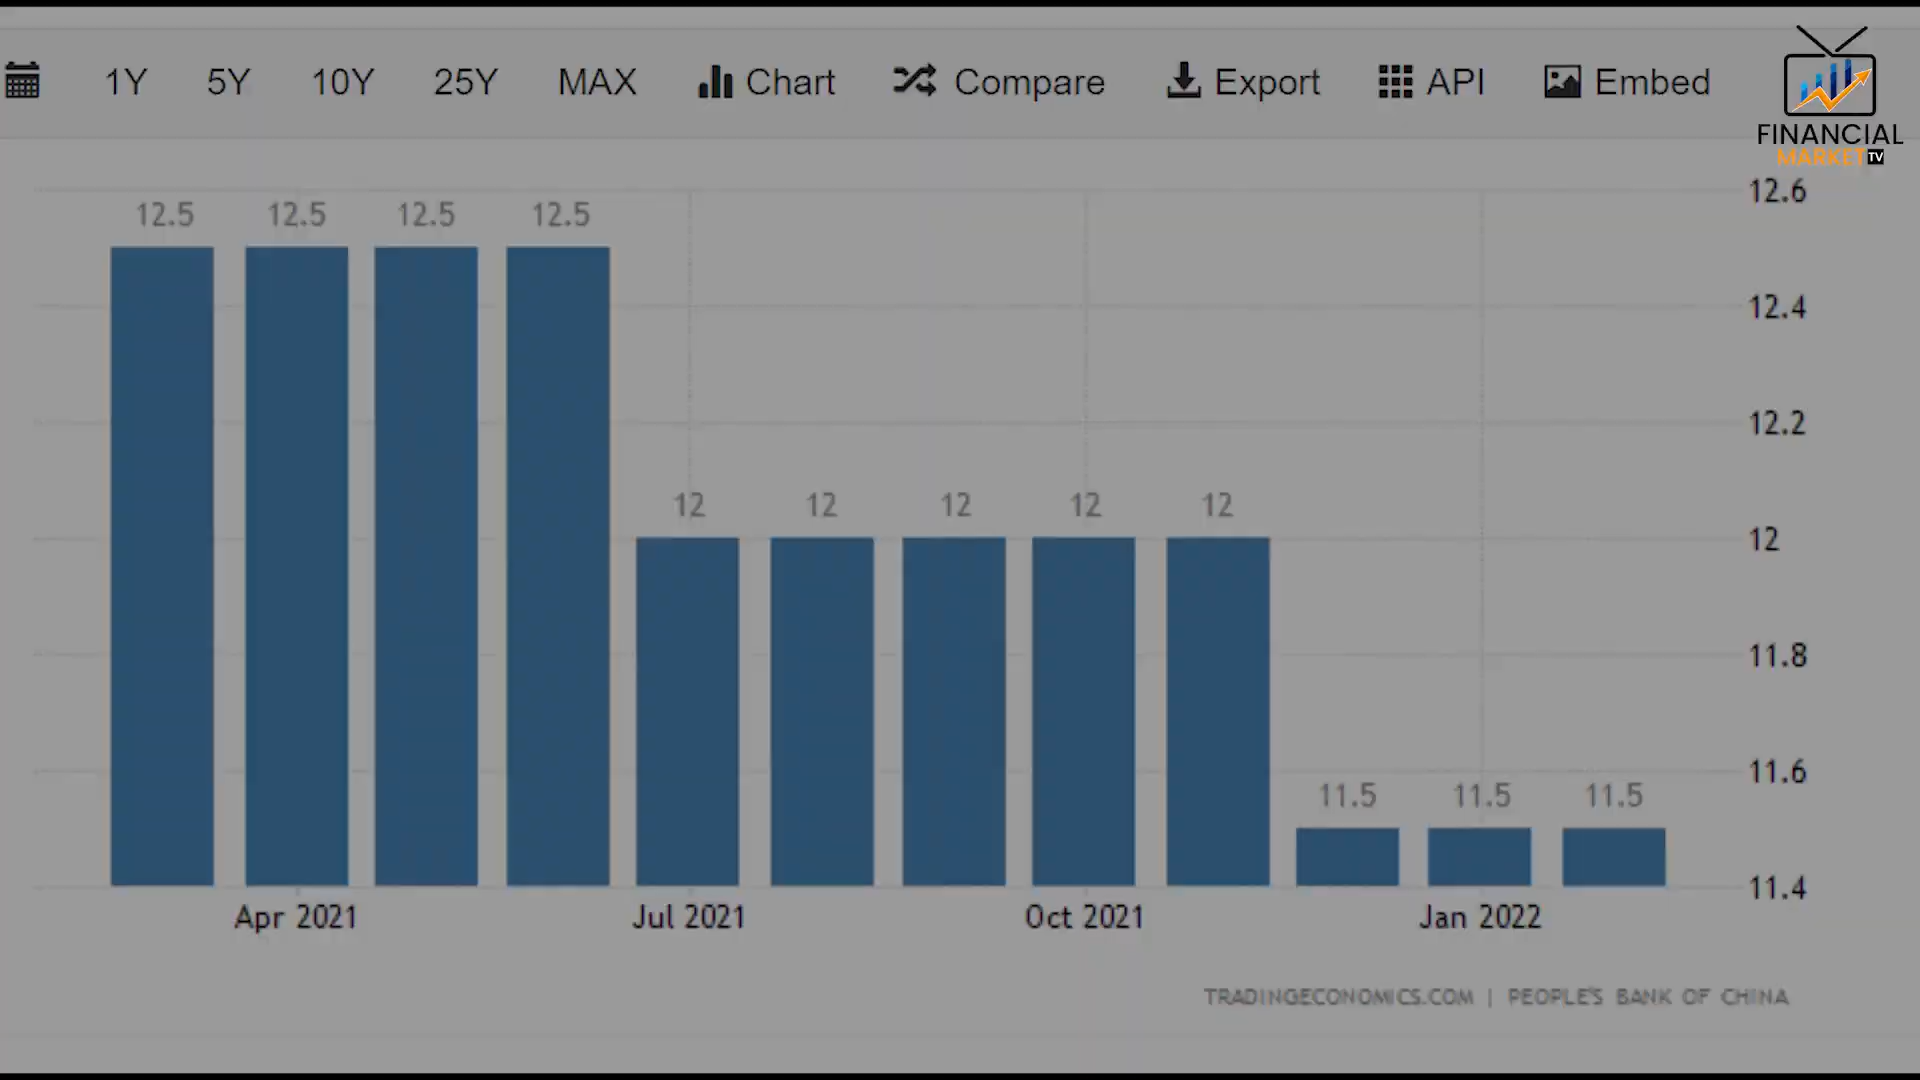 1Y 5Y 10Y 25Y MAX Chart Compare Export API Embed
FINANCIAL
MARKET TV
12.6
12.5 12.5 12.5 12.5
12.4
12.2
12 12 12 12 12
12
11.8
11.6
11.5 11.5 11.5
11.4
Apr 2021 Jul 2021 Oct 2021 Jan 2022
TRADINGECONOMICS.COM | PEOPLE'S BANK OF CHINA